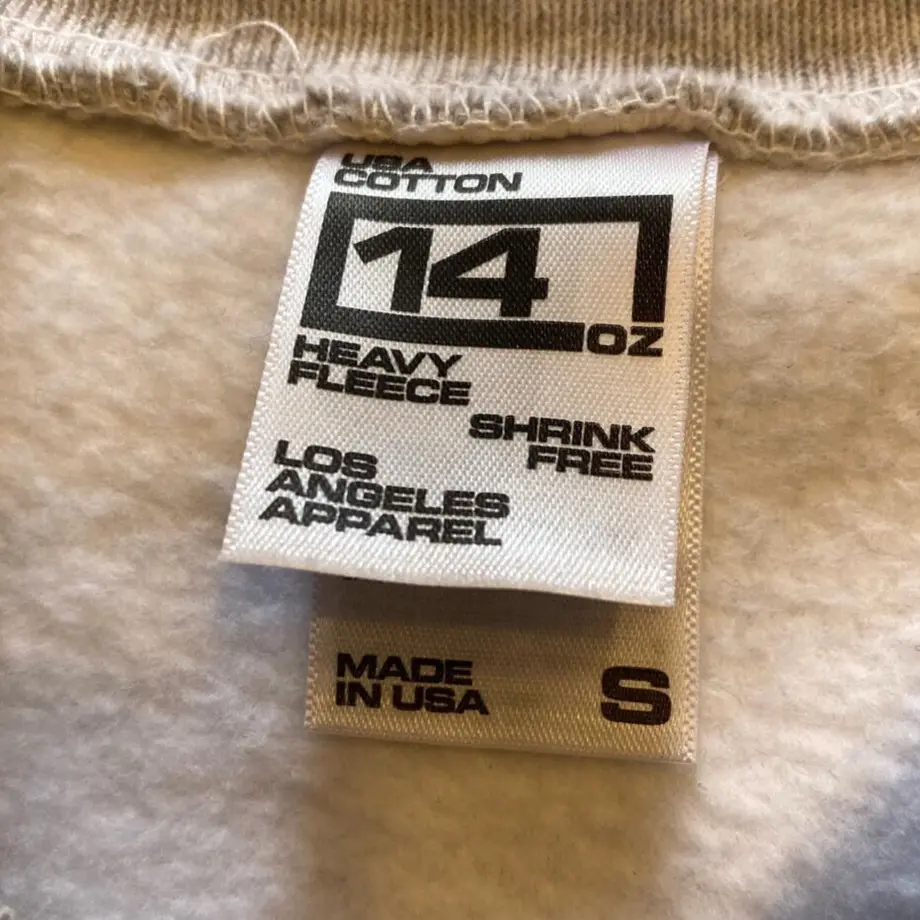 USA
COTTON
14
OZ
HEAVY
FLEECE
SHRINK
FREE
LOS
ANGELES
APPAREL
MADE
IN USA
S